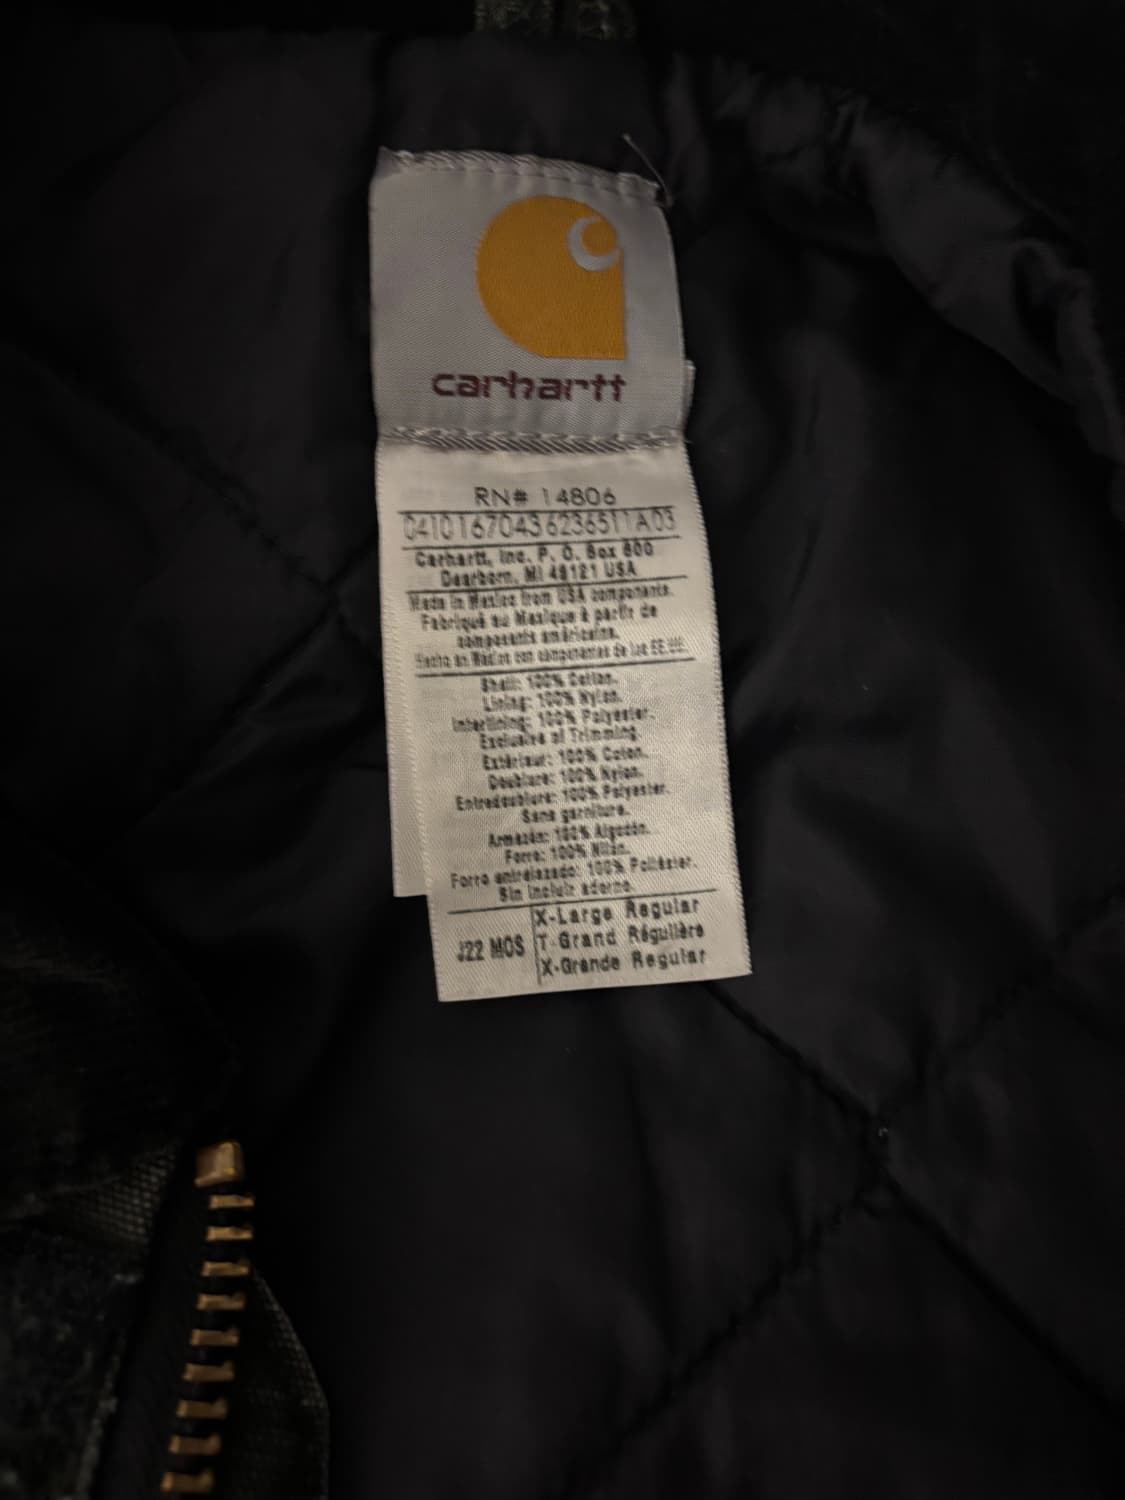 carhartt
RN# 14806
04101670436236511A03
Carhartt, Inc. P. O. Box 600
Dearborn, MI 48121 USA
Made in Mexico from USA components.
Fabriqué au Mexique à partir de
composants américains.
Hecho en México con componentes de los EE.UU.
Shell: 100% Cotton.
Lining: 100% Nylon.
Interlining: 100% Polyester.
Exclusive of Trimming.
Extérieur: 100% Coton.
Doublure: 100% Nylon.
Entredoublure: 100% Polyester.
Sans garniture.
Armazón: 100% Algodón.
Forro: 100% Nilón.
Forro entrelazado: 100% Poliéster.
Sin incluir adorno.
J22 MOS
X-Large Regular
T-Grand Régulière
X-Grande Regular